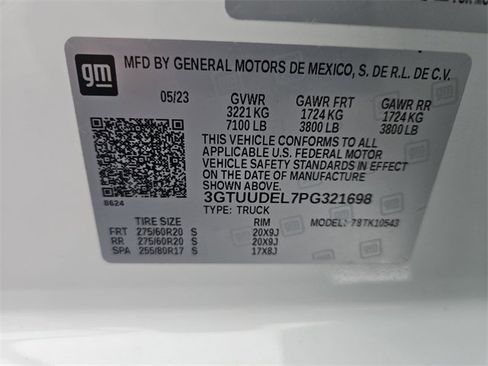 FOR MO
gm
MFD BY GENERAL MOTORS DE MEXICO, S. DE R.L. DE C.V.
05/23 GVWR GAWR FRT GAWR RR
3221 KG 1724 KG 1724 KG
7100 LB 3800 LB 3800 LB
THIS VEHICLE CONFORMS TO ALL
APPLICABLE U.S. FEDERAL MOTOR
VEHICLE SAFETY STANDARDS IN EFFECT
ON THE DATE OF MANUFACTURE
SHOWN ABOVE.
3GTUUDEL7PG321698
8624 TYPE: TRUCK MODEL: 78TK10543
TIRE SIZE RIM
FRT 275/60R20 S 20X9J
RR 275/60R20 S 20X9J
SPA 255/80R17 S 17X8J